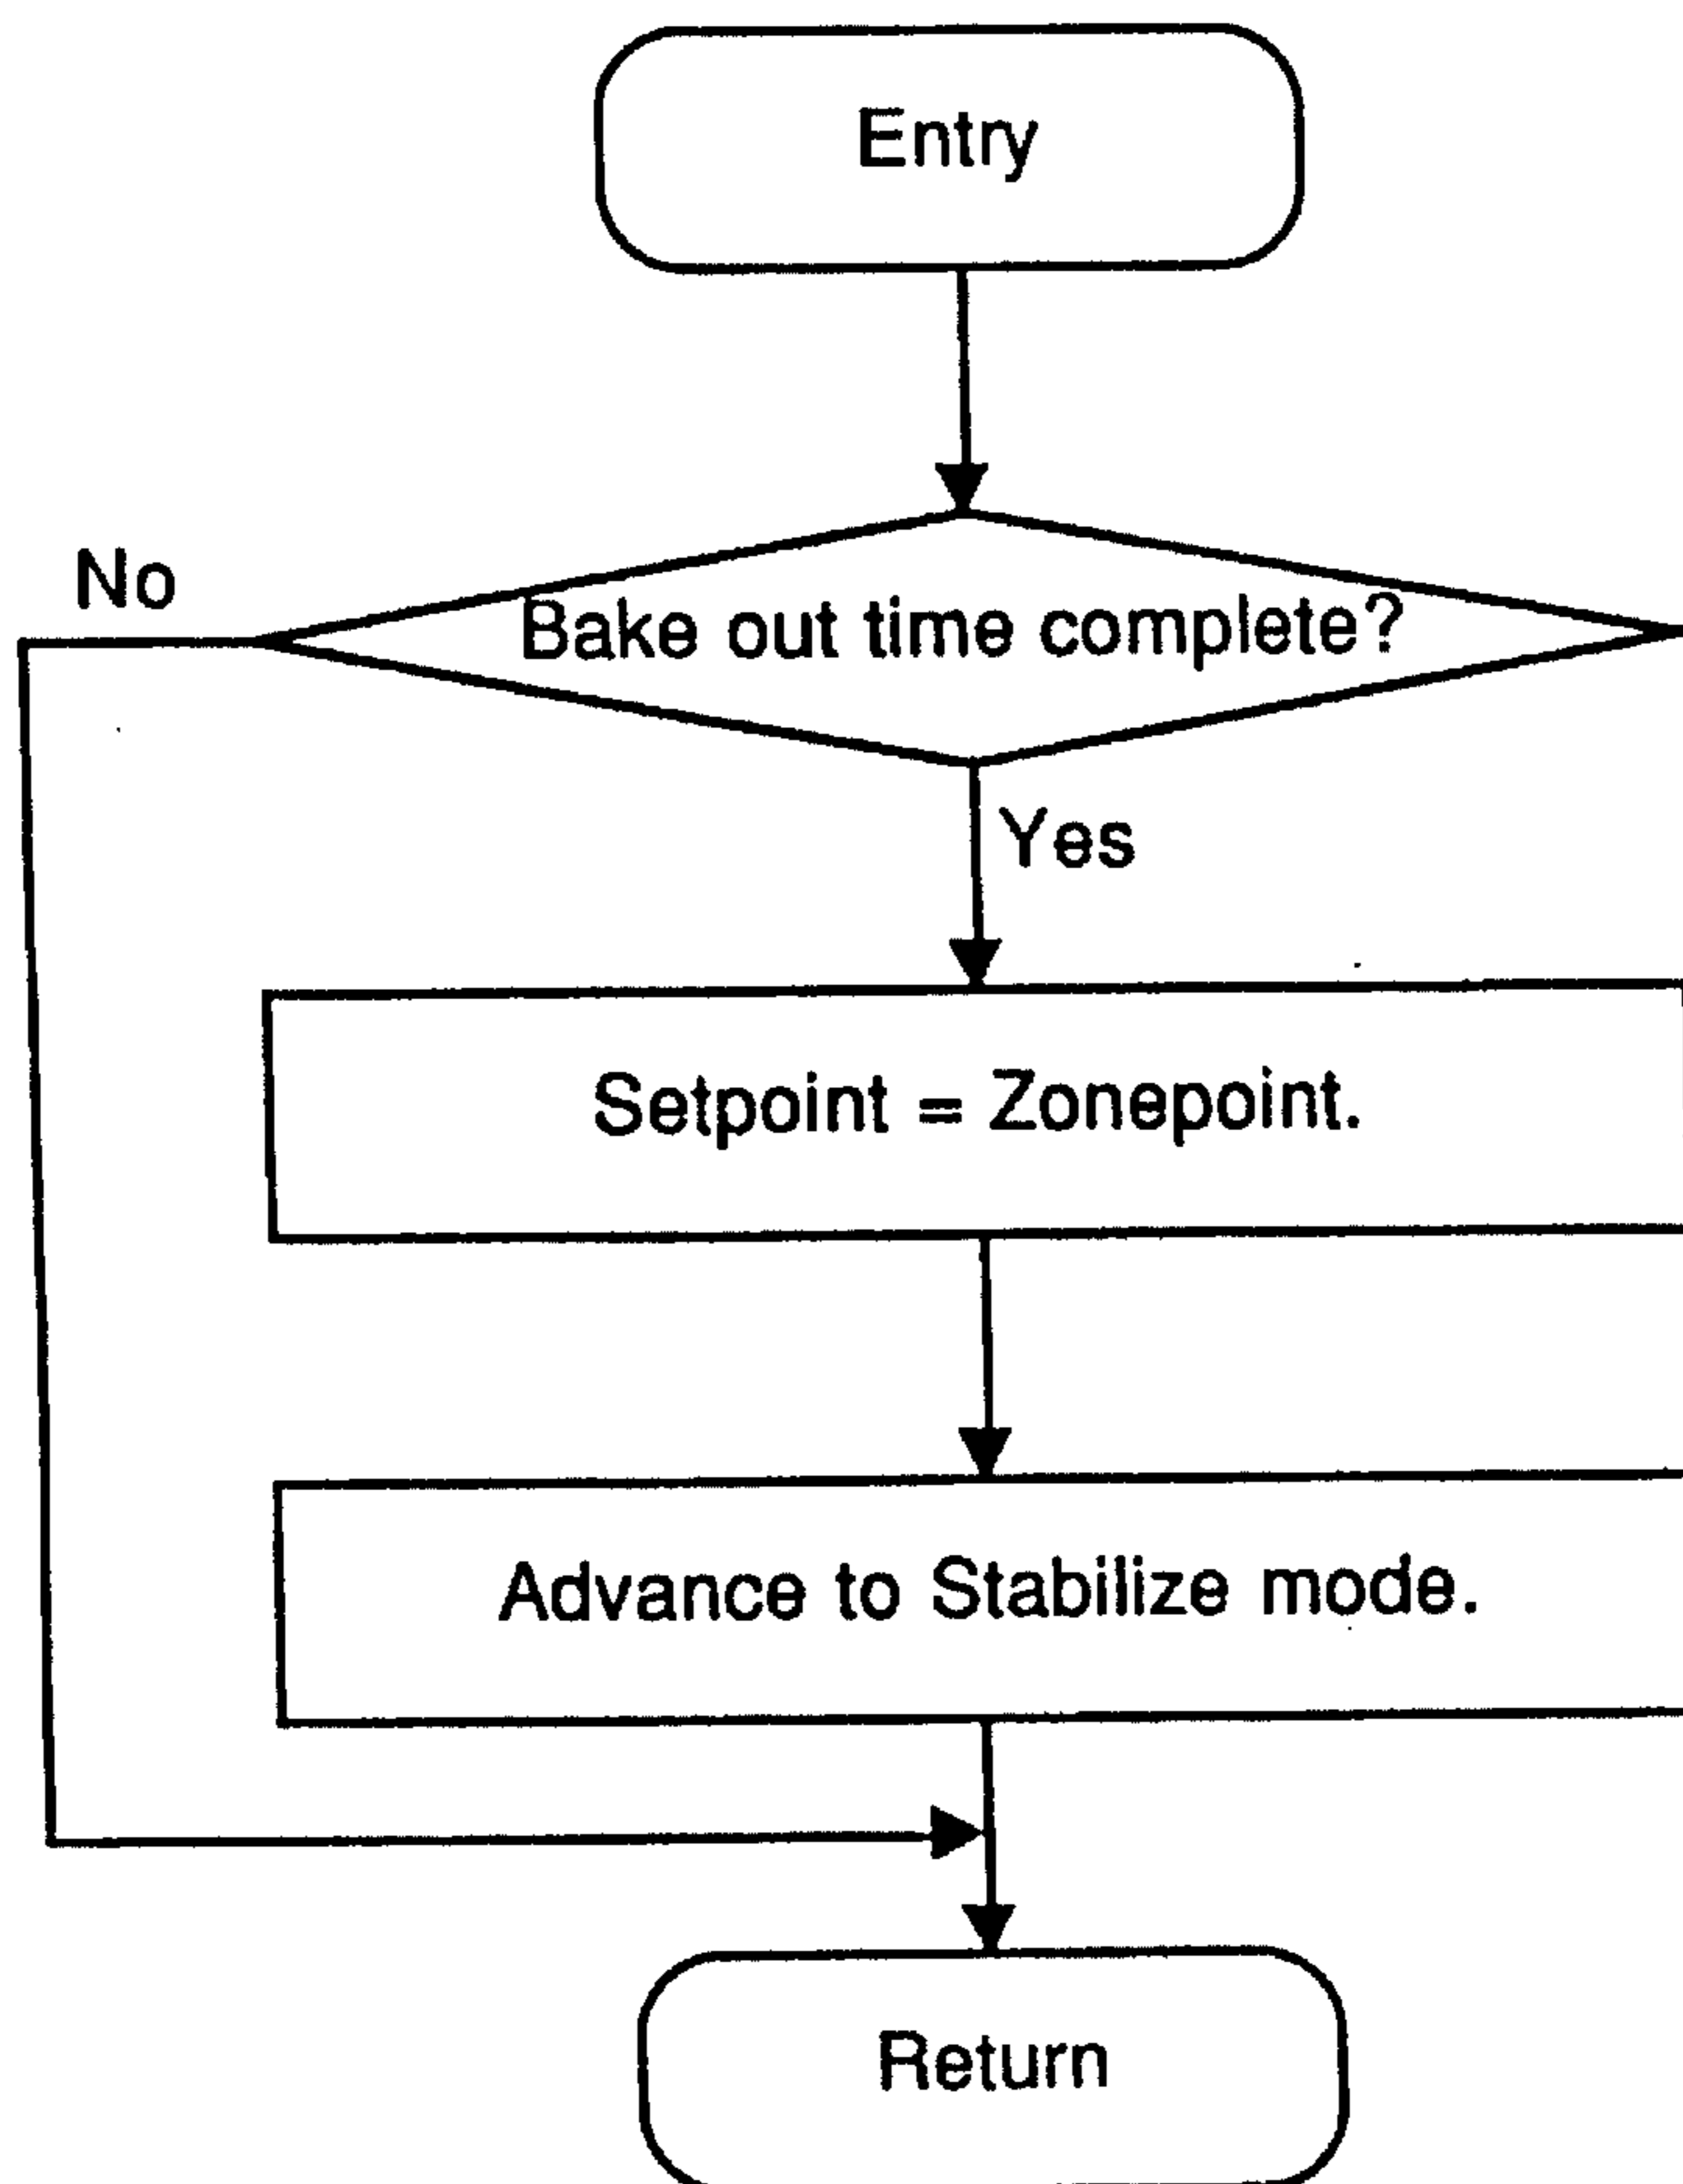 Entry
No
Bake out time complete?
Yes
Setpoint = Zonepoint.
Advance to Stabilize mode.
Return